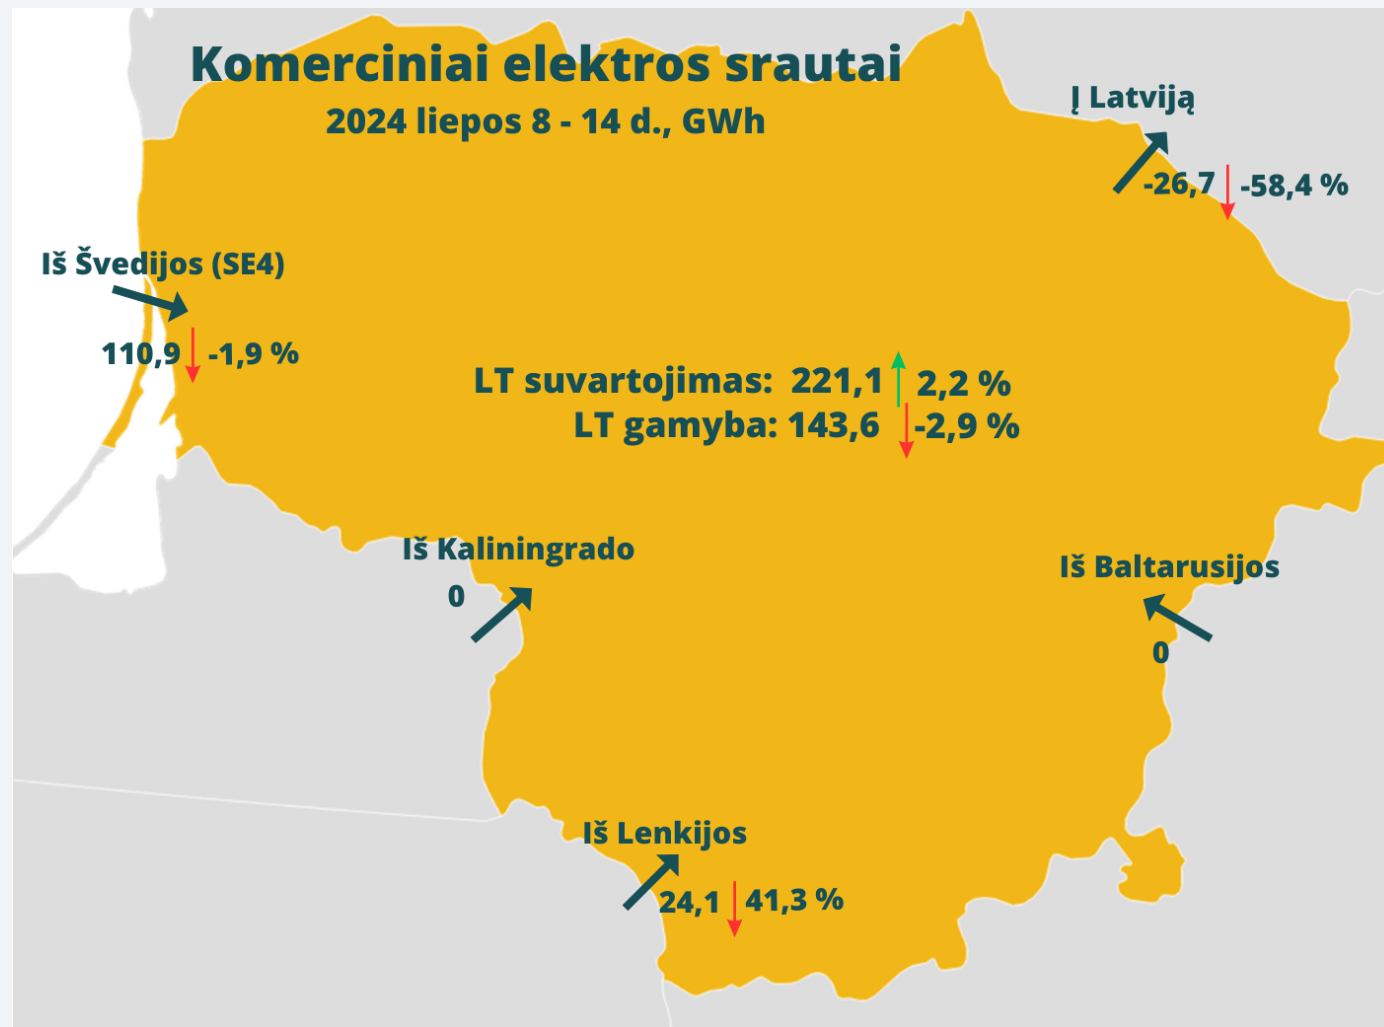 Komerciniai elektros srautai
2024 liepos 8 - 14 d., GWh
Į Latviją
-26,7 -58,4 %
Iš Švedijos (SE4)
110,9 -1,9 %
LT suvartojimas: 221,1 2,2 %
LT gamyba: 143,6 -2,9 %
Iš Kaliningrado
0
Iš Baltarusijos
0
Iš Lenkijos
24,1 41,3 %